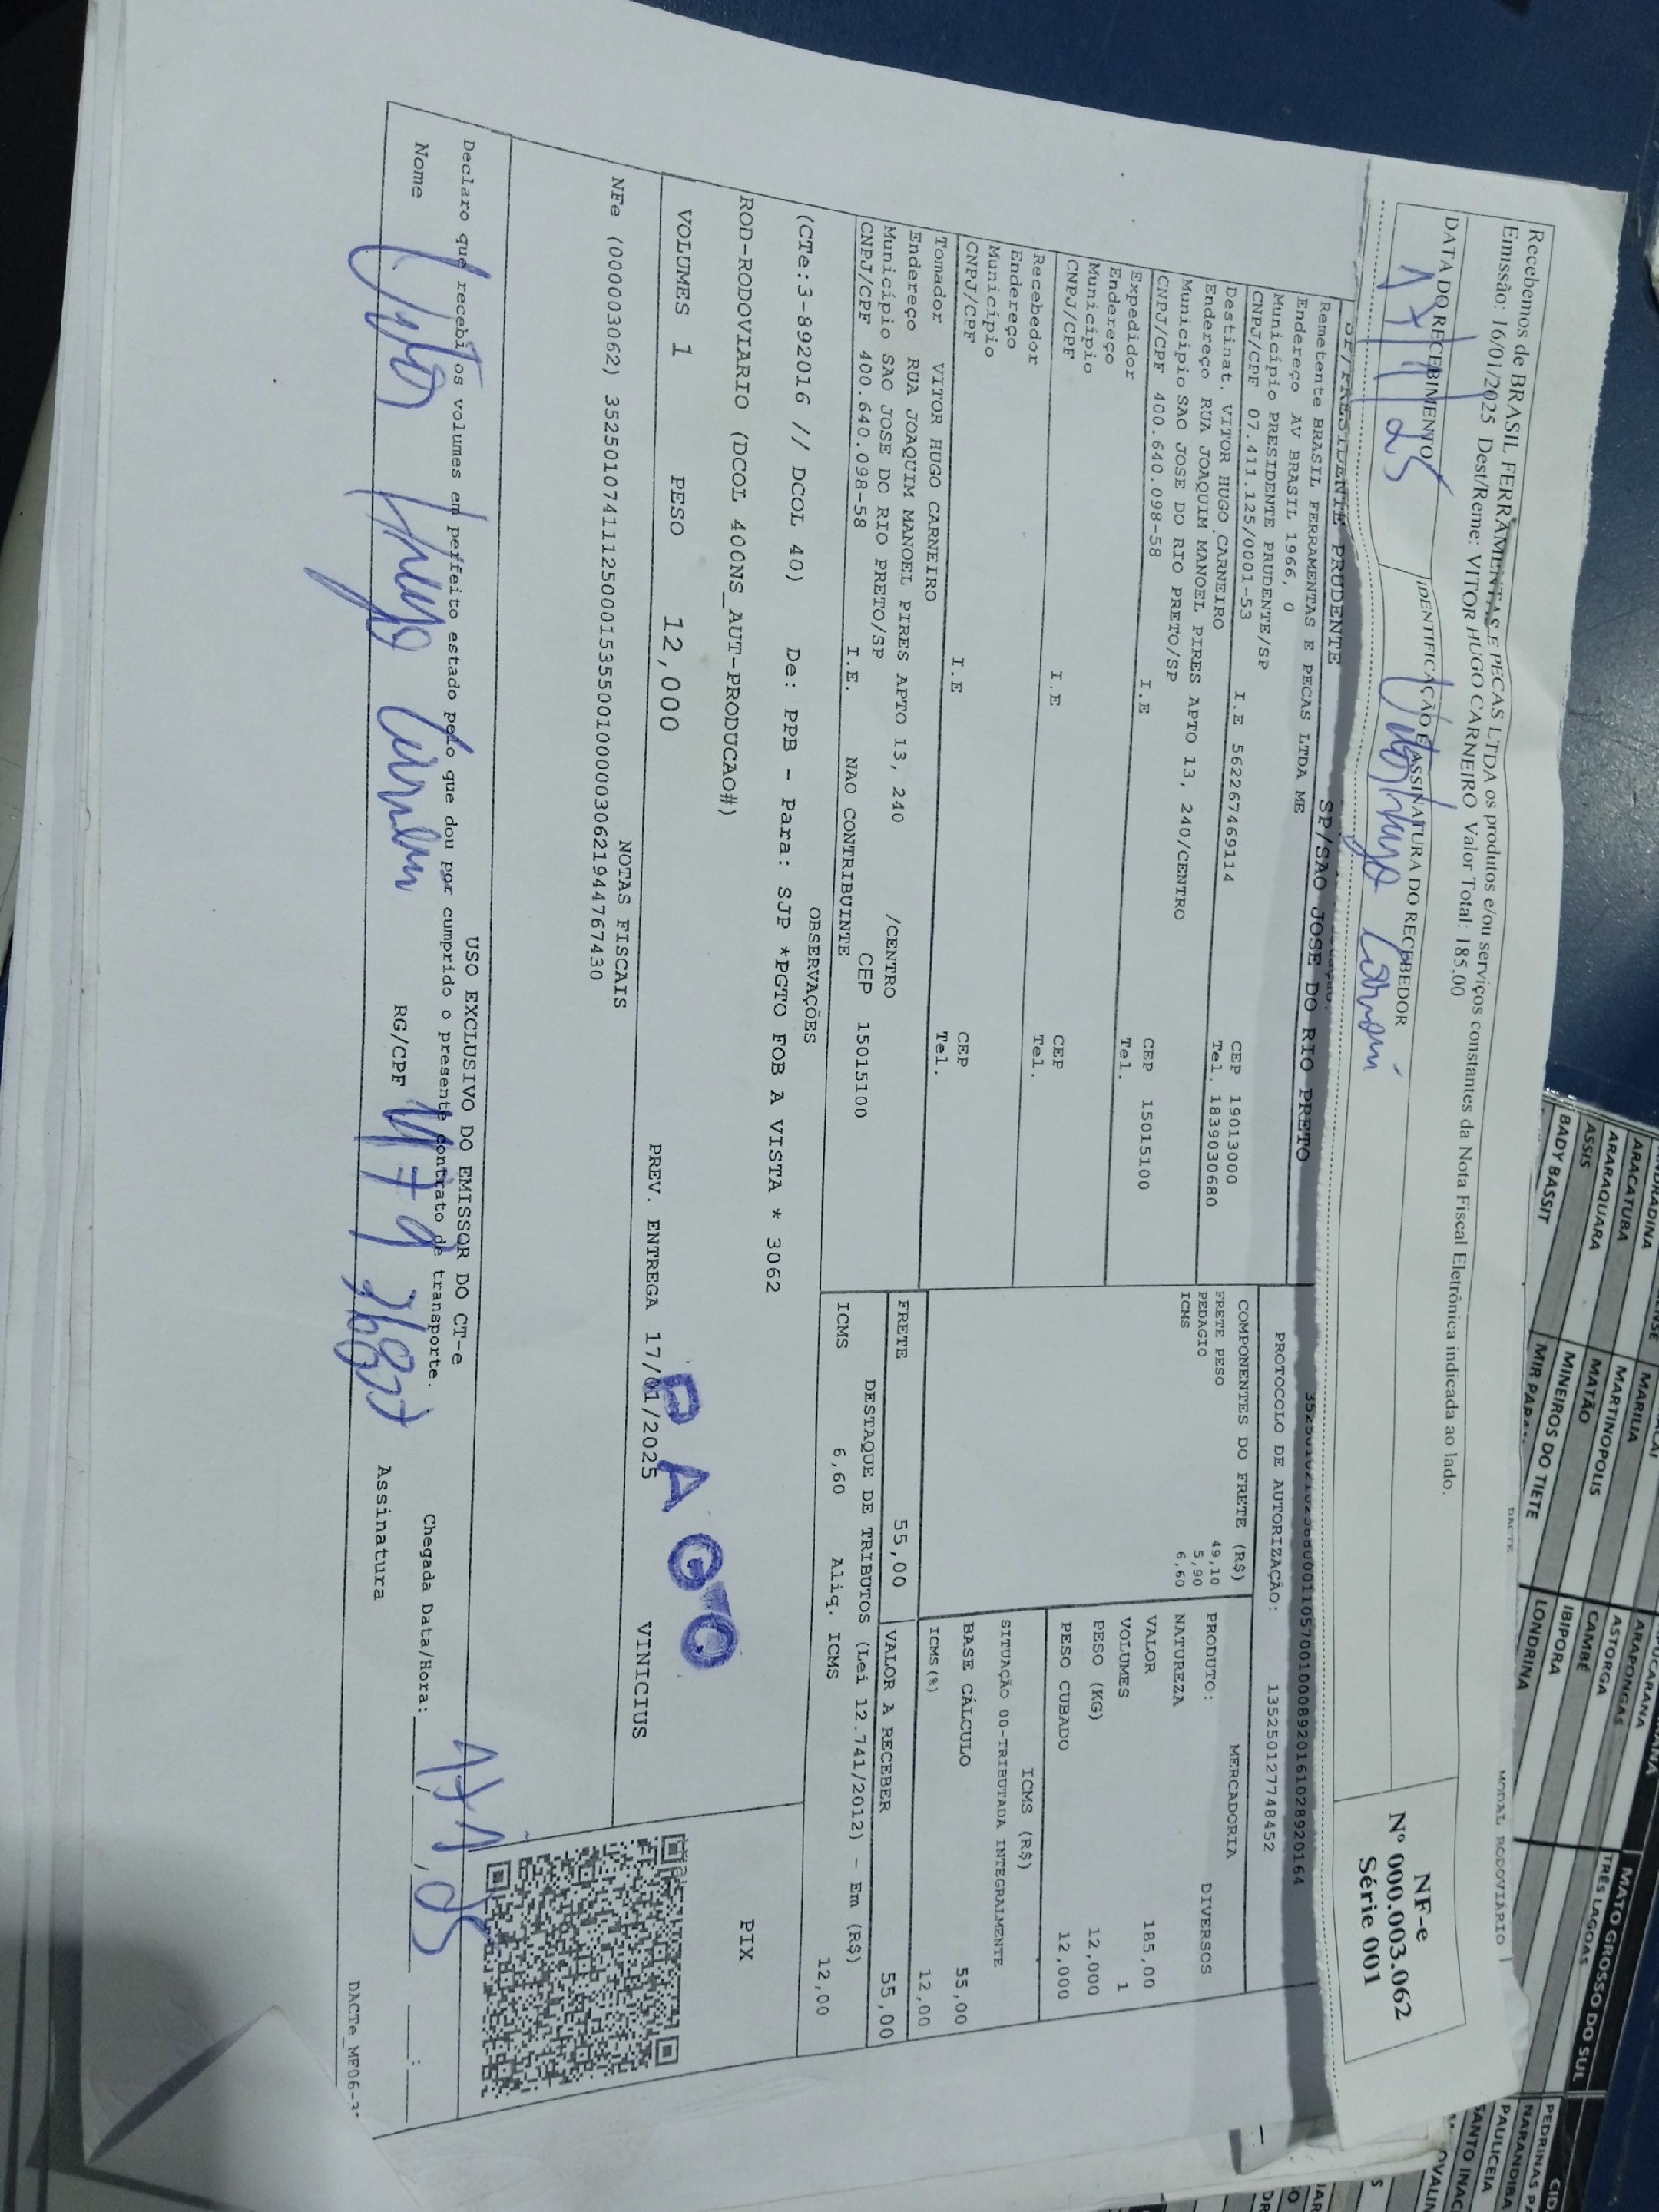 Recebemos de BRASIL FERRAMENTAS E PECAS LTDA os produtos e/ou serviços constantes da Nota Fiscal Eletrônica indicada ao lado.
Emissão: 16/01/2025 Dest/Reme: VITOR HUGO CARNEIRO Valor Total: 185,00
DATA DO RECEBIMENTO
IDENTIFICAÇÃO E ASSINATURA DO RECEBEDOR
17/1/25
NF-e
Nº 000.003.062
Série 001
DACTE
MODAL RODOVIÁRIO
SP/PRESIDENTE PRUDENTE
SP/SAO JOSE DO RIO PRETO
PROTOCOLO DE AUTORIZAÇÃO: 135250127748452
Remetente BRASIL FERRAMENTAS E PECAS LTDA ME
Endereço AV BRASIL 1966, 0
Município PRESIDENTE PRUDENTE/SP CEP 19013000
CNPJ/CPF 07.411.125/0001-53 I.E 562267469114 Tel. 1839030680
Destinat. VITOR HUGO CARNEIRO
Endereço RUA JOAQUIM MANOEL PIRES APTO 13, 240/CENTRO
Município SAO JOSE DO RIO PRETO/SP CEP 15015100
CNPJ/CPF 400.640.098-58 I.E Tel.
Expedidor
Endereço
Município CEP
CNPJ/CPF I.E Tel.
Recebedor
Endereço
Município CEP
CNPJ/CPF I.E Tel.
Tomador VITOR HUGO CARNEIRO
Endereço RUA JOAQUIM MANOEL PIRES APTO 13, 240 /CENTRO
Município SAO JOSE DO RIO PRETO/SP CEP 15015100
CNPJ/CPF 400.640.098-58 I.E. NAO CONTRIBUINTE
COMPONENTES DO FRETE (R$)
FRETE PESO 49,10
PEDAGIO 5,90
ICMS 6,60
MERCADORIA
PRODUTO: DIVERSOS
NATUREZA
VALOR 185,00
VOLUMES 1
PESO (KG) 12,000
PESO CUBADO 12,000
ICMS (R$)
SITUAÇÃO 00-TRIBUTADA INTEGRALMENTE
BASE CÁLCULO 55,00
ICMS(%) 12,00
FRETE 55,00
VALOR A RECEBER 55,00
DESTAQUE DE TRIBUTOS (Lei 12.741/2012) - Em (R$)
ICMS 6,60 Aliq. ICMS 12,00
OBSERVAÇÕES
(CTe:3-892016 // DCOL 40) De: PPB - Para: SJP *PGTO FOB A VISTA * 3062
ROD-RODOVIARIO (DCOL 400NS_AUT-PRODUCAO#)
PIX
VOLUMES 1 PESO 12,000 PREV. ENTREGA 17/01/2025 VINICIUS
PAGO
NOTAS FISCAIS
NFe (000003062) 35250107411125000153550010000030621944767430
USO EXCLUSIVO DO EMISSOR DO CT-e
Declaro que recebi os volumes em perfeito estado pelo que dou por cumprido o presente contrato de transporte.
Chegada Data/Hora:
Nome
RG/CPF
Assinatura
ARACATUBA
ARARAQUARA
ASSIS
BADY BASSIT
MARILIA
MARTINOPOLIS
MATÃO
MINEIROS DO TIETE
ARAPONGAS
ASTORGA
CAMBÉ
IBIPORA
LONDRINA
MATO GROSSO DO SUL
TRÊS LAGOAS
PAULICEIA